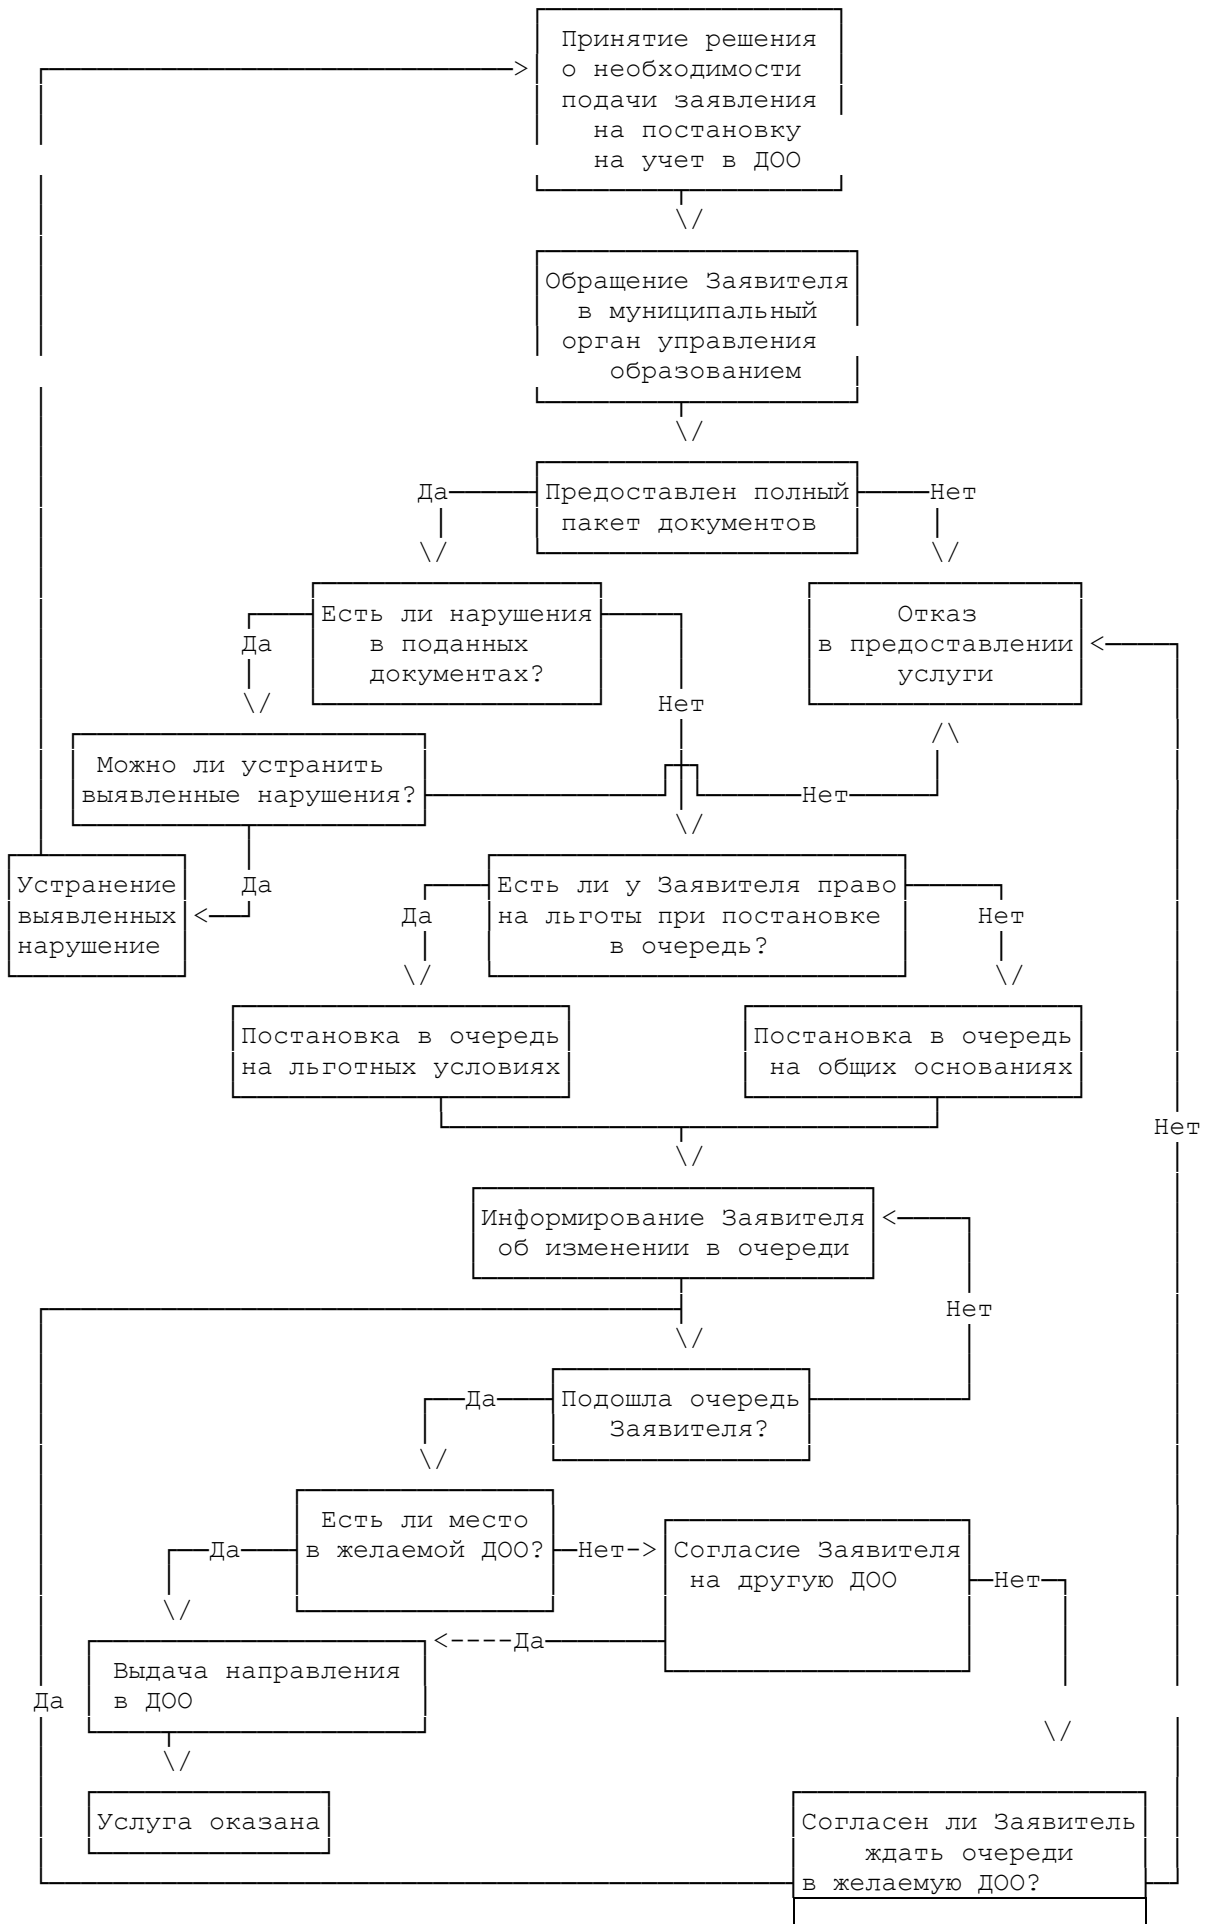 Принятие решения
о необходимости
подачи заявления
на постановку
на учет в ДОО
Обращение Заявителя
в муниципальный
орган управления
образованием
Да Предоставлен полный Нет
пакет документов
Есть ли нарушения Отказ
Да в поданных в предоставлении
документах? услуги
Нет
Можно ли устранить
выявленные нарушения? Нет
Устранение Да Есть ли у Заявителя право
выявленных Да на льготы при постановке Нет
нарушение в очередь?
Постановка в очередь Постановка в очередь
на льготных условиях на общих основаниях
Нет
Информирование Заявителя
об изменении в очереди
Нет
Да Подошла очередь
Заявителя?
Есть ли место
Да в желаемой ДОО? Нет-> Согласие Заявителя
на другую ДОО Нет
<----Да
Выдача направления
Да в ДОО
Услуга оказана Согласен ли Заявитель
ждать очереди
в желаемую ДОО?